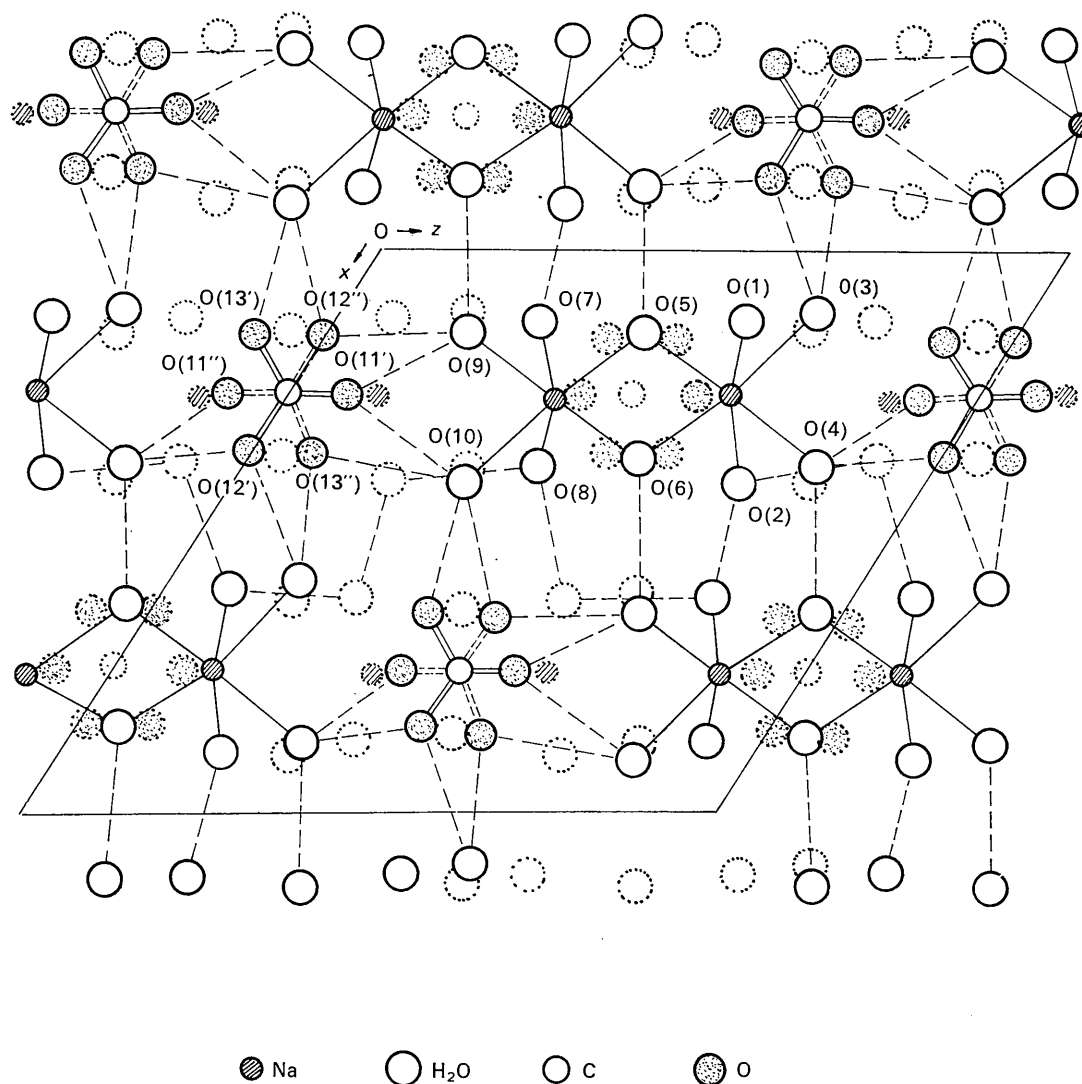 O z
x
O(13') O(12'')
O(7) O(5) O(1) O(3)
O(11'') O(11') O(9)
O(10) O(4)
O(12') O(13'') O(8) O(6) O(2)
Na H₂O C O